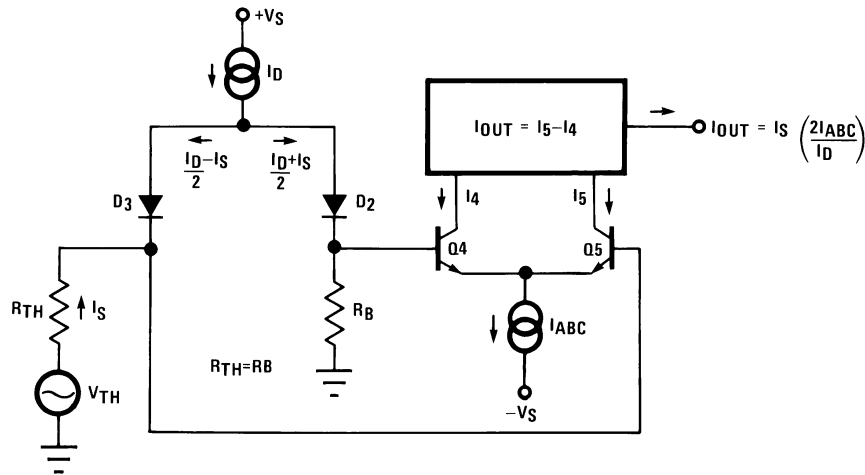 +VS
ID
ID–IS
2
ID+IS
2
IOUT = I5–I4
IOUT = IS (2IABC
ID)
I4
I5
D3
D2
Q4
Q5
RTH
IS
RB
IABC
RTH=RB
VTH
–VS